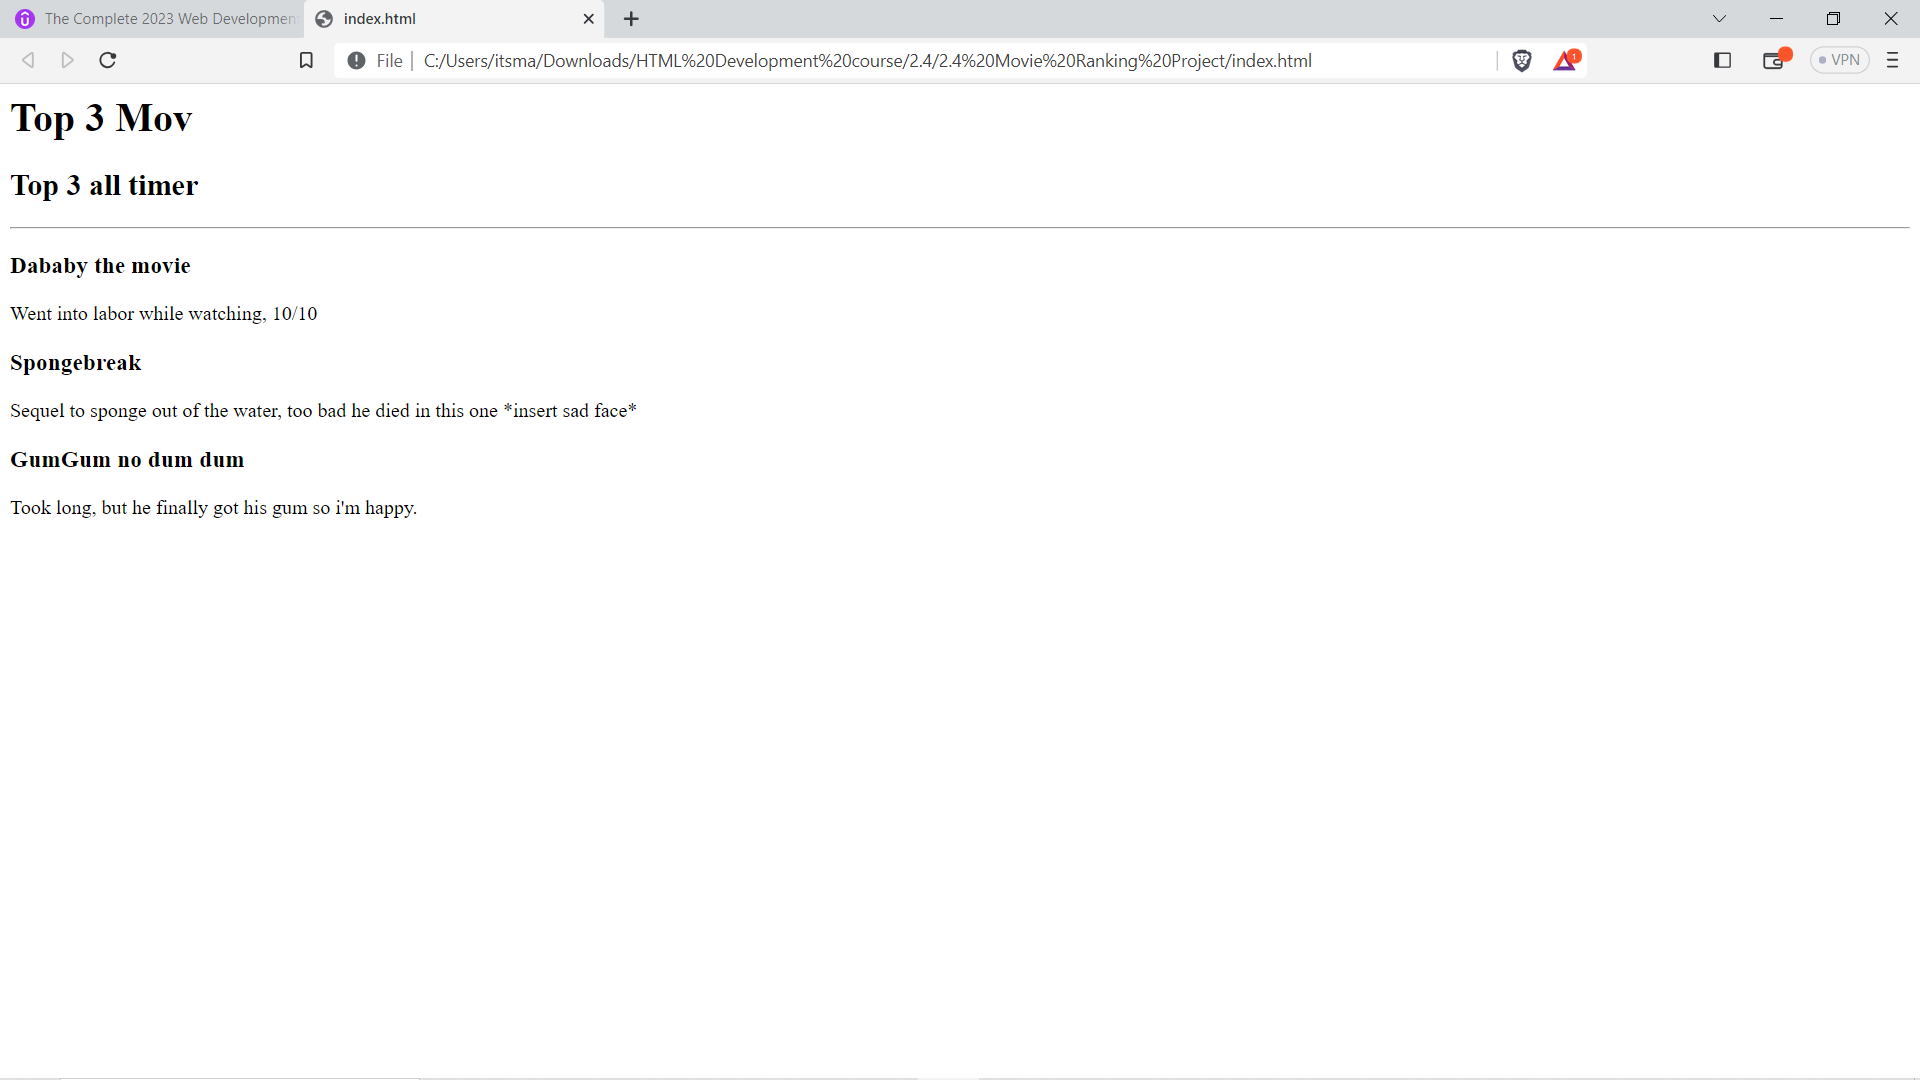 The Complete 2023 Web Developmen
index.html
File
C:/Users/itsma/Downloads/HTML%20Development%20course/2.4/2.4%20Movie%20Ranking%20Project/index.html
1
VPN
Top 3 Mov
Top 3 all timer
Dababy the movie
Went into labor while watching, 10/10
Spongebreak
Sequel to sponge out of the water, too bad he died in this one *insert sad face*
GumGum no dum dum
Took long, but he finally got his gum so i'm happy.